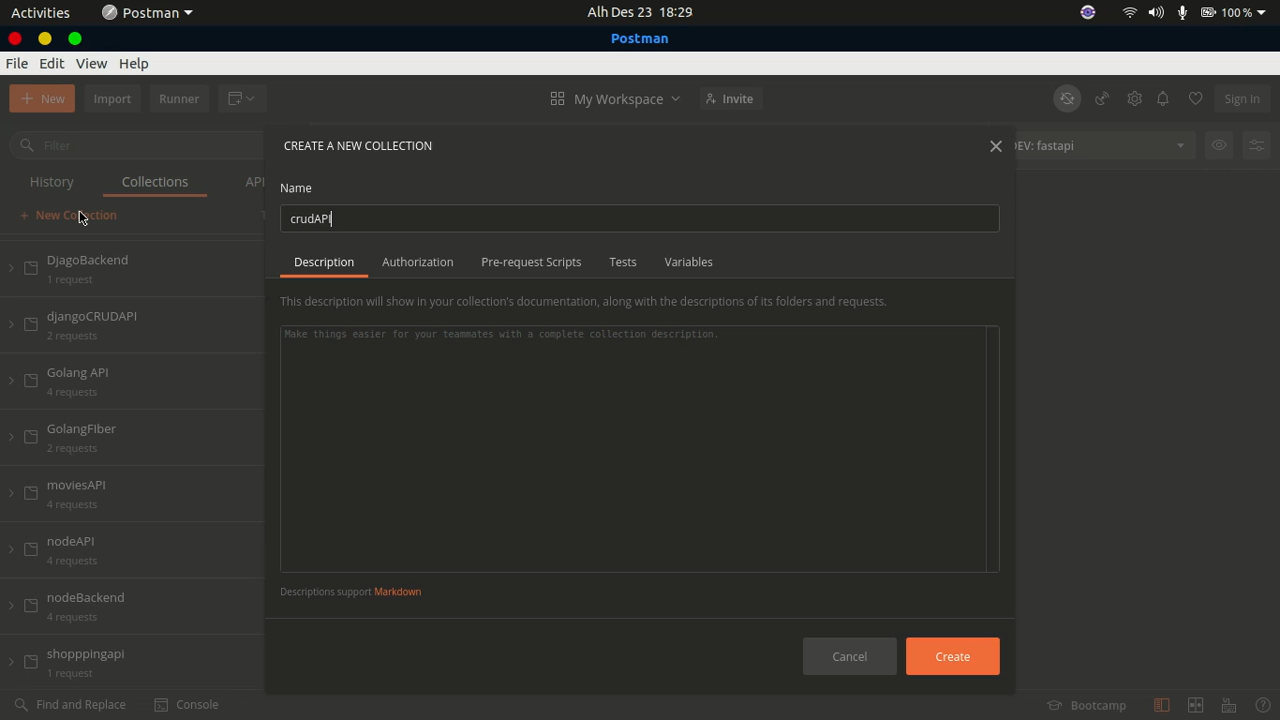 Activities
Postman
Alh Des 23 18:29
100 %
Postman
File Edit View Help
New
Import
Runner
My Workspace
Invite
Sign In
Filter
DEV: fastapi
History
Collections
API
+ New Collection
CREATE A NEW COLLECTION
Name
crudAPI
Description
Authorization
Pre-request Scripts
Tests
Variables
This description will show in your collection's documentation, along with the descriptions of its folders and requests.
Make things easier for your teammates with a complete collection description.
Descriptions support Markdown
Cancel
Create
DjagoBackend
1 request
djangoCRUDAPI
2 requests
Golang API
4 requests
GolangFIber
2 requests
moviesAPI
4 requests
nodeAPI
4 requests
nodeBackend
4 requests
shopppingapi
1 request
Find and Replace
Console
Bootcamp